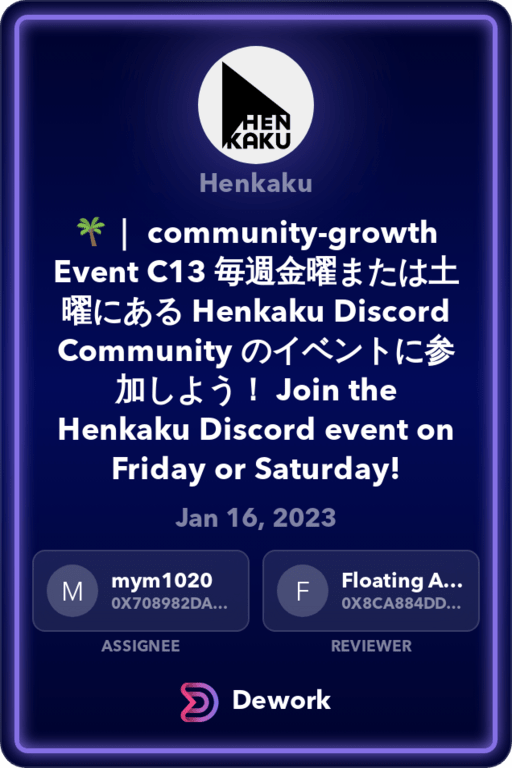 HEN
KAKU
Henkaku
🌴｜ community-growth
Event C13 毎週金曜または土
曜にある Henkaku Discord
Community のイベントに参
加しよう！ Join the
Henkaku Discord event on
Friday or Saturday!
Jan 16, 2023
M
mym1020
0X708982DA...
ASSIGNEE
F
Floating A...
0X8CA884DD...
REVIEWER
Dework